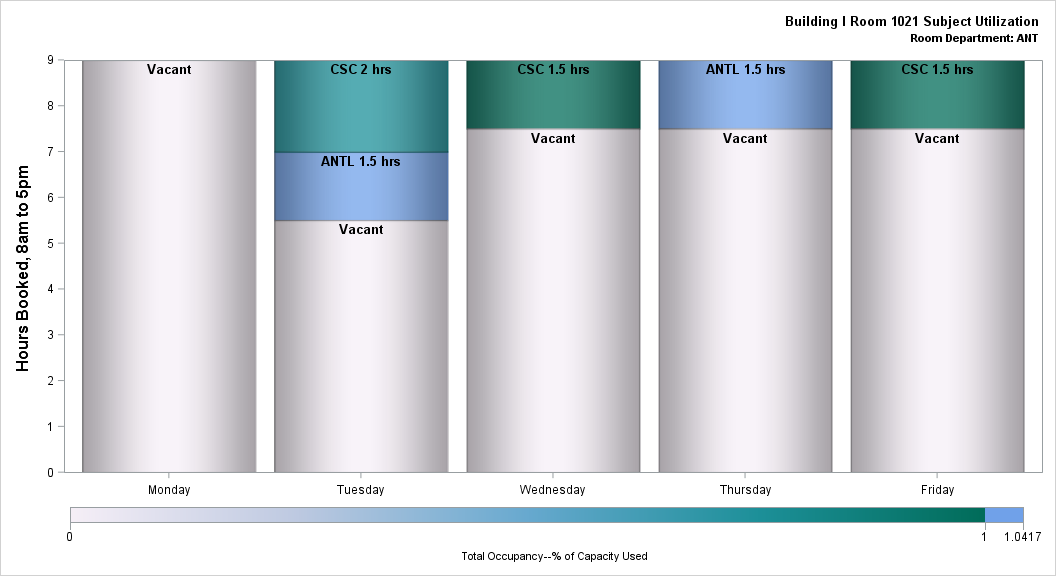 Building I Room 1021 Subject Utilization
Room Department: ANT
Hours Booked, 8am to 5pm
9
8
7
6
5
4
3
2
1
0
Vacant
CSC 2 hrs
ANTL 1.5 hrs
Vacant
CSC 1.5 hrs
Vacant
ANTL 1.5 hrs
Vacant
CSC 1.5 hrs
Vacant
Monday Tuesday Wednesday Thursday Friday
0 1 1.0417
Total Occupancy--% of Capacity Used